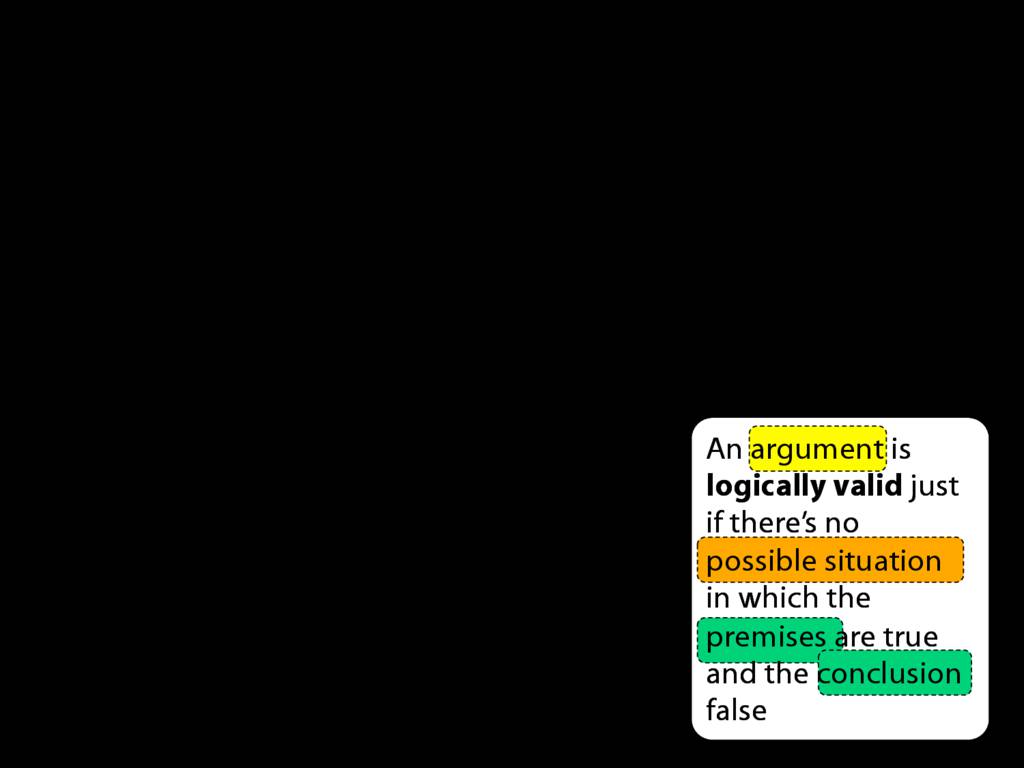 An argument is
logically valid just
if there’s no
possible situation
in which the
premises are true
and the conclusion
false